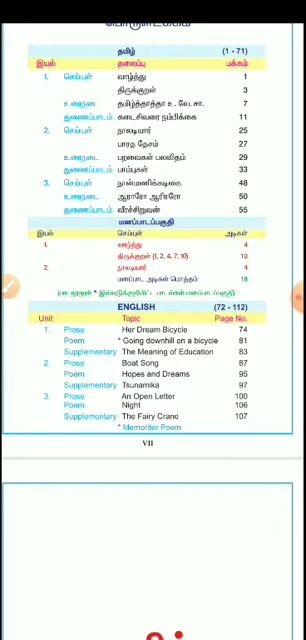 பொருளடக்கம்
தமிழ் (1 - 71)
இயல் தலைப்பு பக்கம்
1. செய்யுள் வாழ்த்து 1
திருக்குறள் 3
உரைநடை தமிழ்த்தாத்தா உ. வே. சா. 7
துணைப்பாடம் கடைசிவரை நம்பிக்கை 11
2. செய்யுள் நாலடியார் 25
பாரத தேசம் 27
உரைநடை பறவைகள் பலவிதம் 29
துணைப்பாடம் பாம்புகள் 33
3. செய்யுள் நான்மணிக்கடிகை 48
உரைநடை ஆராரோ ஆரிரரோ 50
துணைப்பாடம் வீரச்சிறுவன் 55
மனப்பாடப்பகுதி
இயல் செய்யுள் அடிகள்
1. வாழ்த்து 4
திருக்குறள் (1, 2, 4, 7, 10) 10
2. நாலடியார் 4
மனப்பாட அடிகள் மொத்தம் 18
ENGLISH (72 - 112)
Unit Topic Page No.
1. Prose Her Dream Bicycle 74
Poem * Going downhill on a bicycle 81
Supplementary The Meaning of Education 83
2. Prose Boat Song 87
Poem Hopes and Dreams 95
Supplementary Tsunamika 97
3. Prose An Open Letter 100
Poem Night 106
Supplementary The Fairy Crane 107
* Memoriter Poem
VII